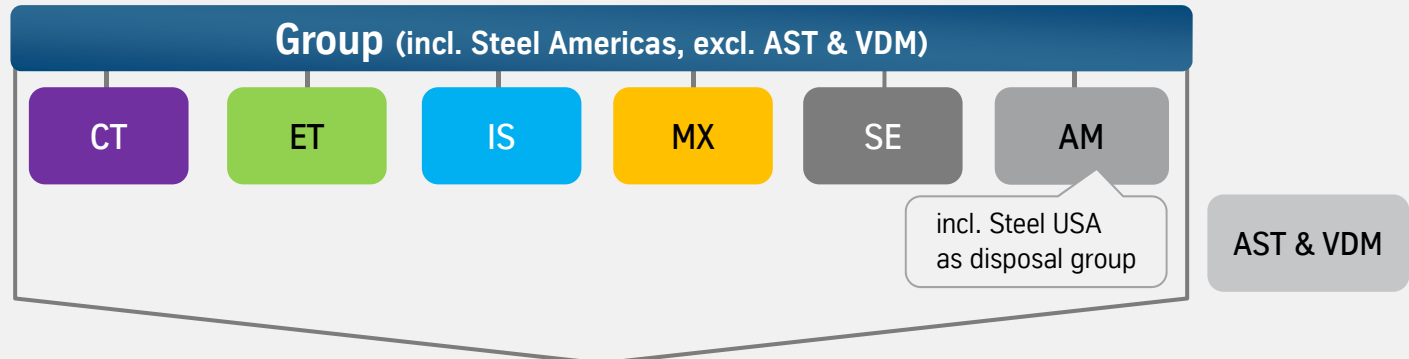 Group (incl. Steel Americas, excl. AST & VDM)
CT
ET
IS
MX
SE
AM
incl. Steel USA
as disposal group
AST & VDM